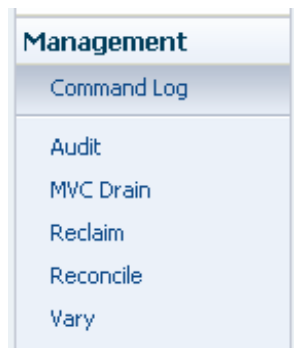 Management
Command Log
Audit
MVC Drain
Reclaim
Reconcile
Vary